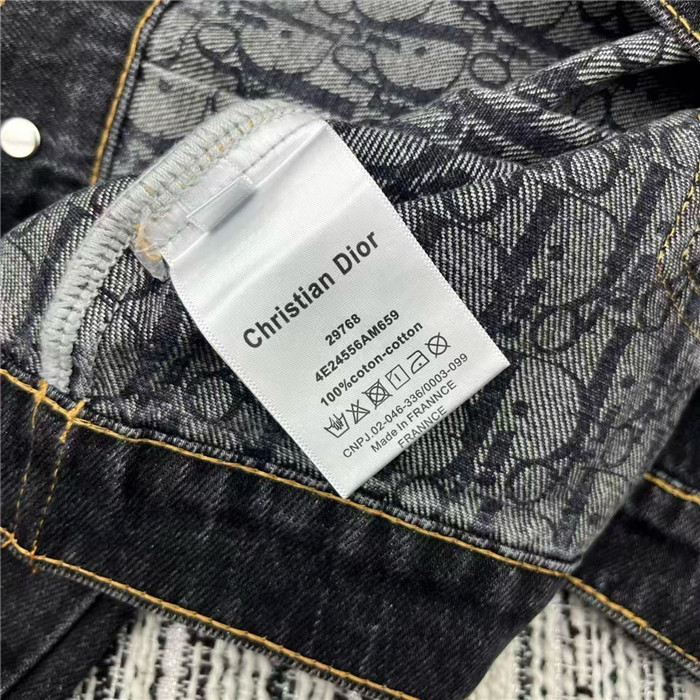 Christian Dior
29768
4E24556AM659
100%coton-cotton
CNPJ.02-046-336/0003-099
Made In FRANNCE
FRANNCE